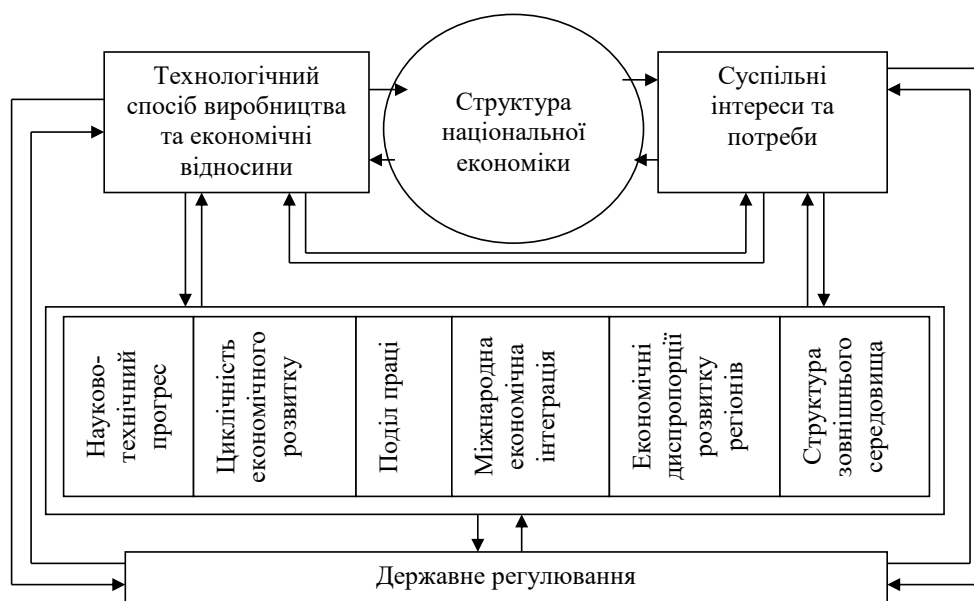 Технологічний
спосіб виробництва
та економічні
відносини
Структура
національної
економіки
Суспільні
інтереси та
потреби
Науково-
технічний
прогрес
Циклічність
економічного
розвитку
Поділ праці
Міжнародна
економічна
інтеграція
Економічні
диспропорції
розвитку
регіонів
Структура
зовнішнього
середовища
Державне регулювання